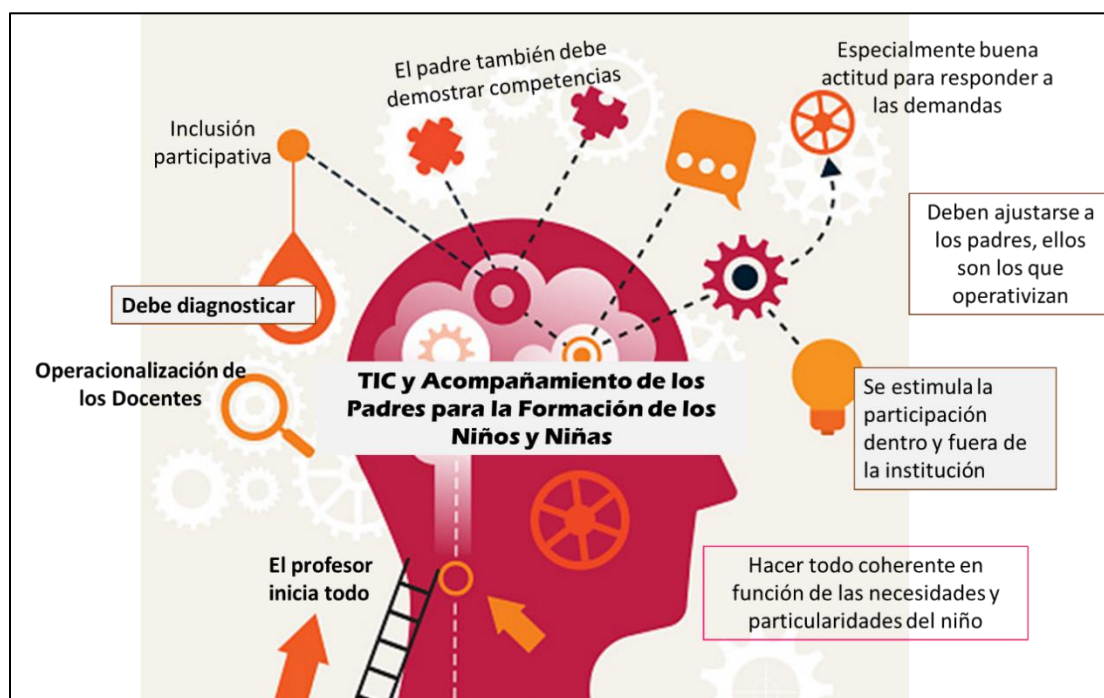 El padre también debe
demostrar competencias
Especialmente buena
actitud para responder a
las demandas
Inclusión
participativa
Deben ajustarse a
los padres, ellos
son los que
operativizan
Debe diagnosticar
Operacionalización de
los Docentes
TIC y Acompañamiento de los
Padres para la Formación de los
Niños y Niñas
Se estimula la
participación
dentro y fuera de
la institución
El profesor
inicia todo
Hacer todo coherente en
función de las necesidades y
particularidades del niño